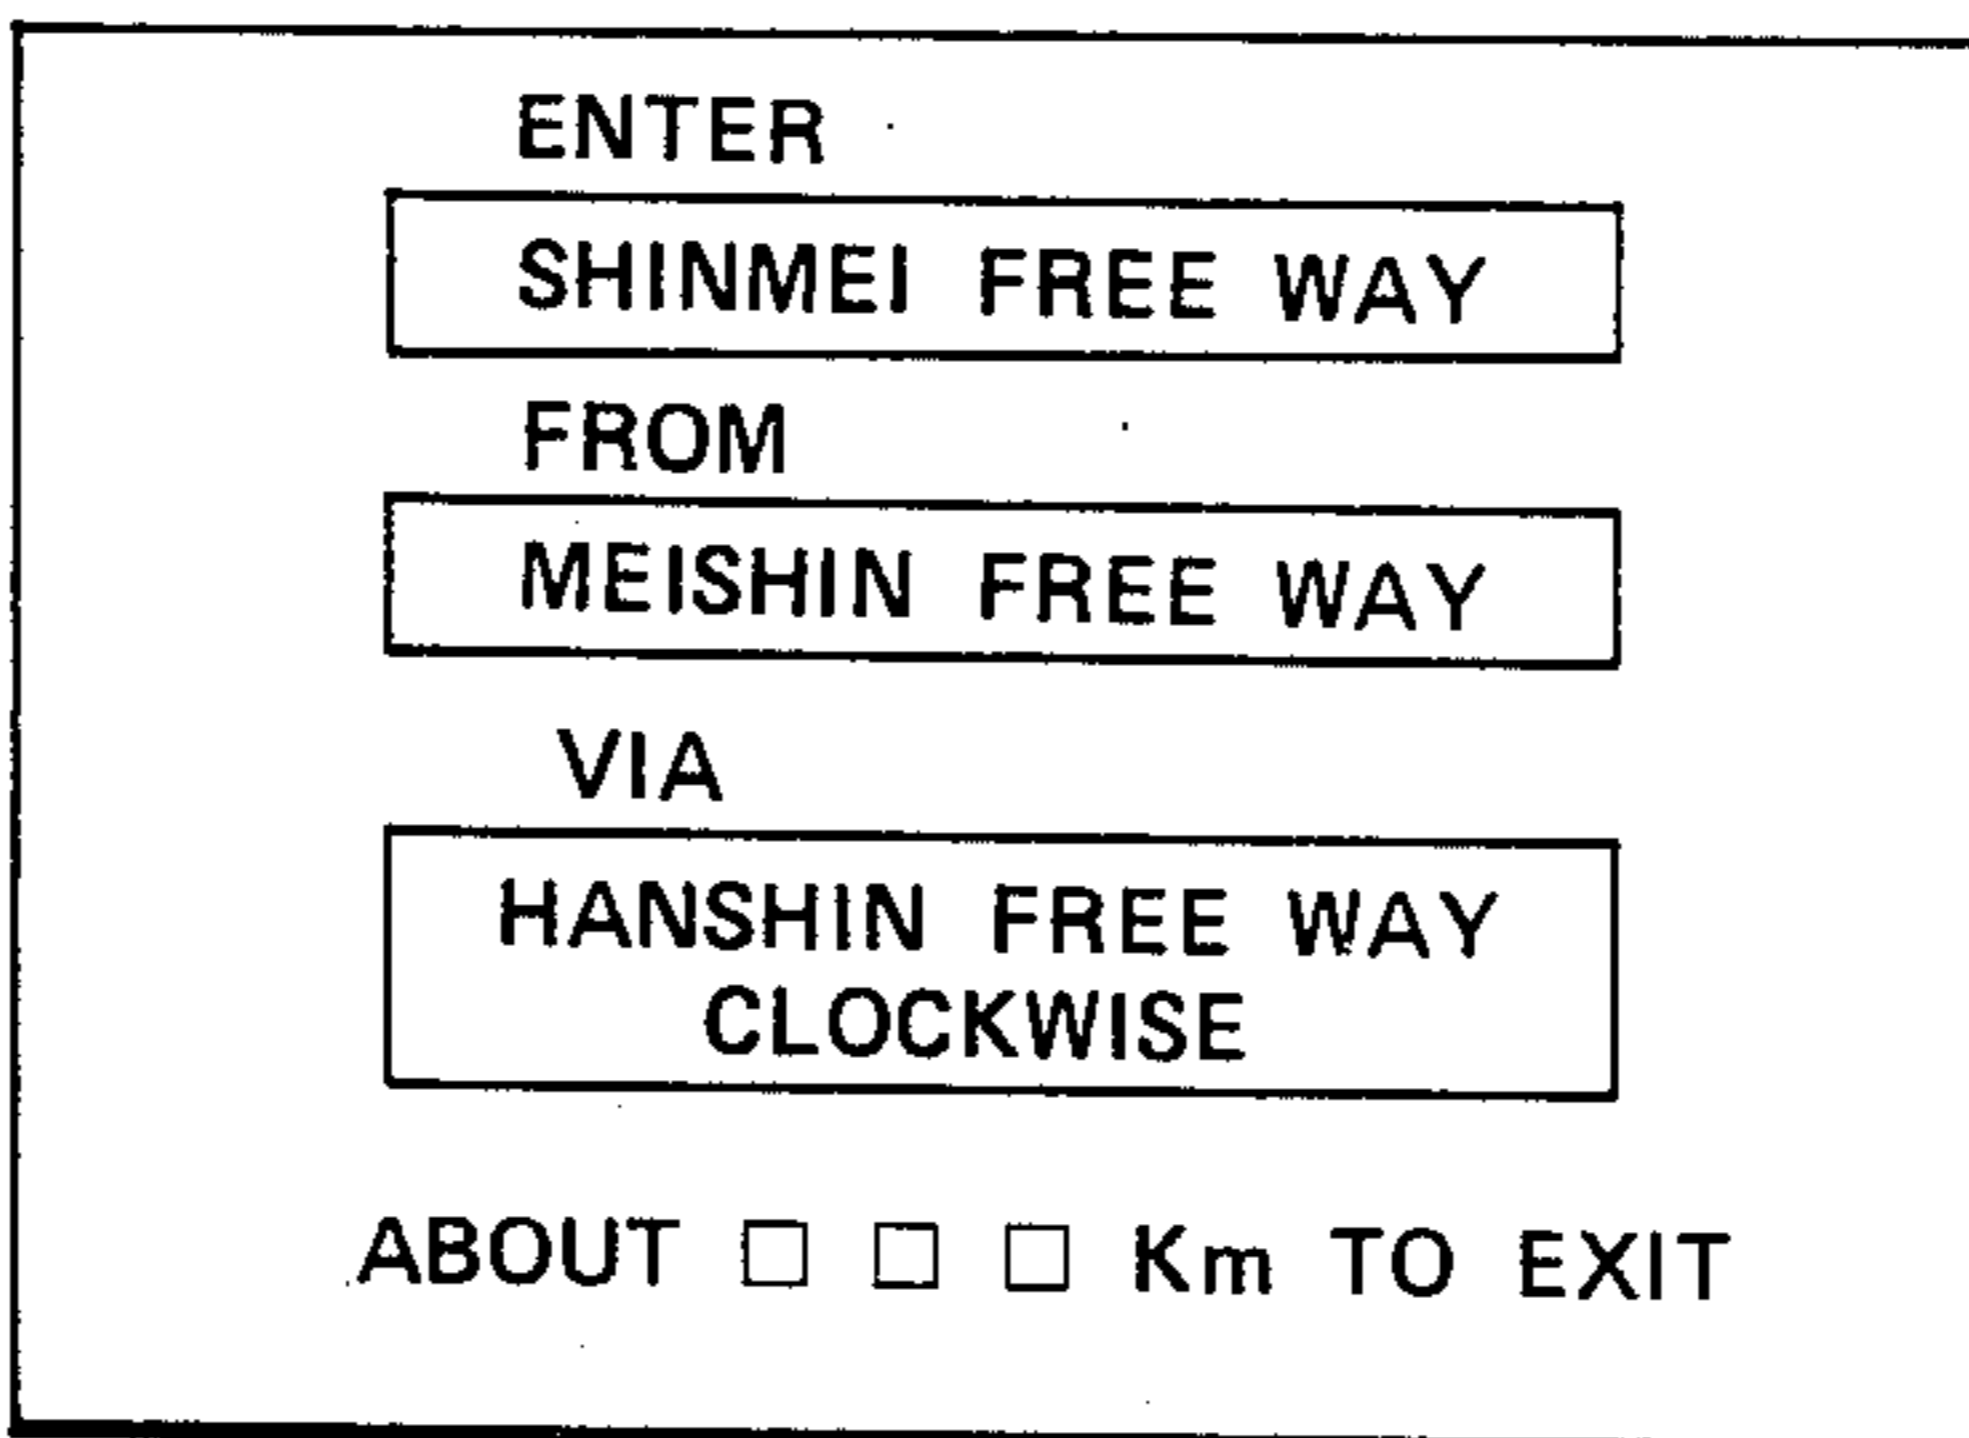 ENTER
SHINMEI FREE WAY
FROM
MEISHIN FREE WAY
VIA
HANSHIN FREE WAY
CLOCKWISE
ABOUT □ □ □ Km TO EXIT